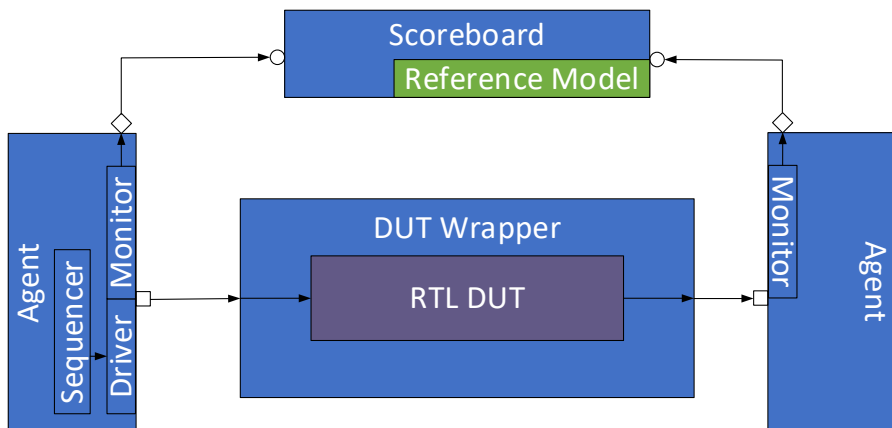 Scoreboard
Reference Model
Agent
Sequencer
Monitor
Driver
DUT Wrapper
RTL DUT
Monitor
Agent